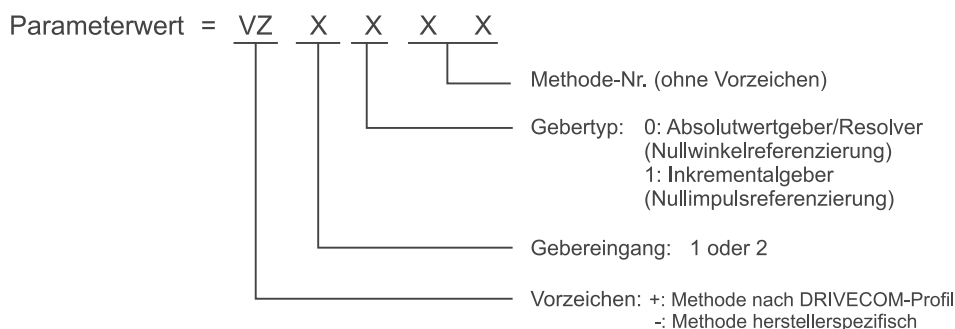 Parameterwert = VZ X X X X
Methode-Nr. (ohne Vorzeichen)
Gebertyp: 0: Absolutwertgeber/Resolver
(Nullwinkelreferenzierung)
1: Inkrementalgeber
(Nullimpulsreferenzierung)
Gebereingang: 1 oder 2
Vorzeichen: +: Methode nach DRIVECOM-Profil
-: Methode herstellerspezifisch